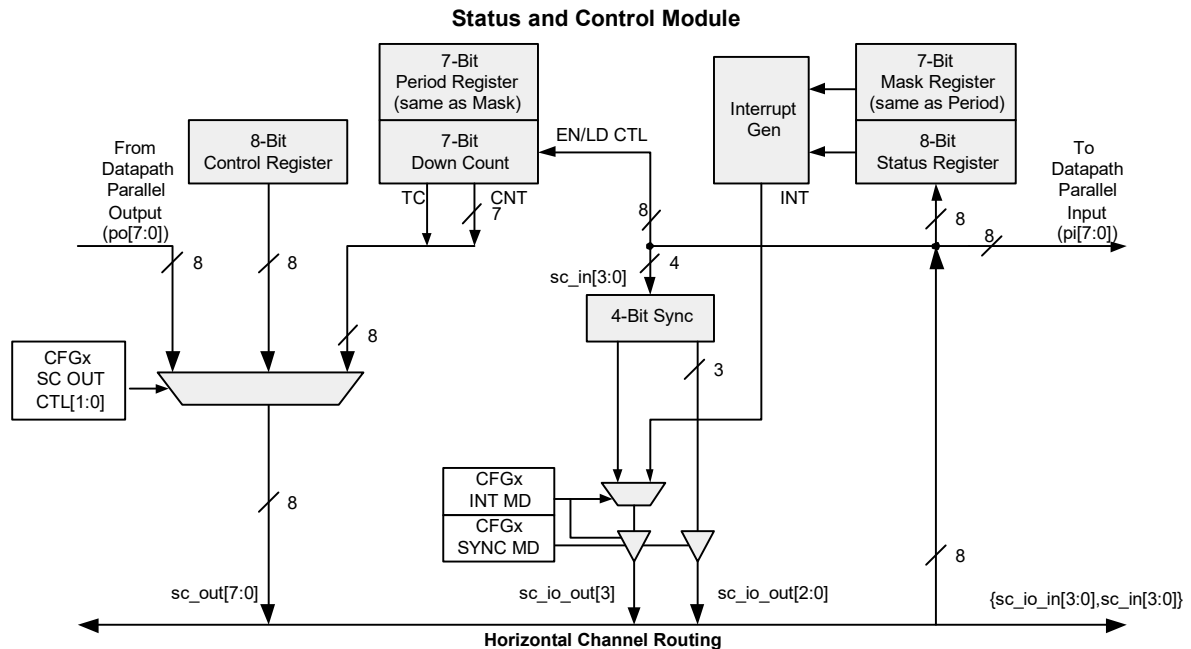 Status and Control Module
7-Bit
Period Register
(same as Mask)
7-Bit
Down Count
8-Bit
Control Register
Interrupt
Gen
7-Bit
Mask Register
(same as Period)
8-Bit
Status Register
From
Datapath
Parallel
Output
(po[7:0])
To
Datapath
Parallel
Input
(pi[7:0])
EN/LD CTL
TC
CNT
7
INT
8
8
8
8
8
8
4
sc_in[3:0]
4-Bit Sync
3
CFGx
SC OUT
CTL[1:0]
8
CFGx
INT MD
CFGx
SYNC MD
8
sc_out[7:0]
sc_io_out[3]
sc_io_out[2:0]
{sc_io_in[3:0],sc_in[3:0]}
Horizontal Channel Routing